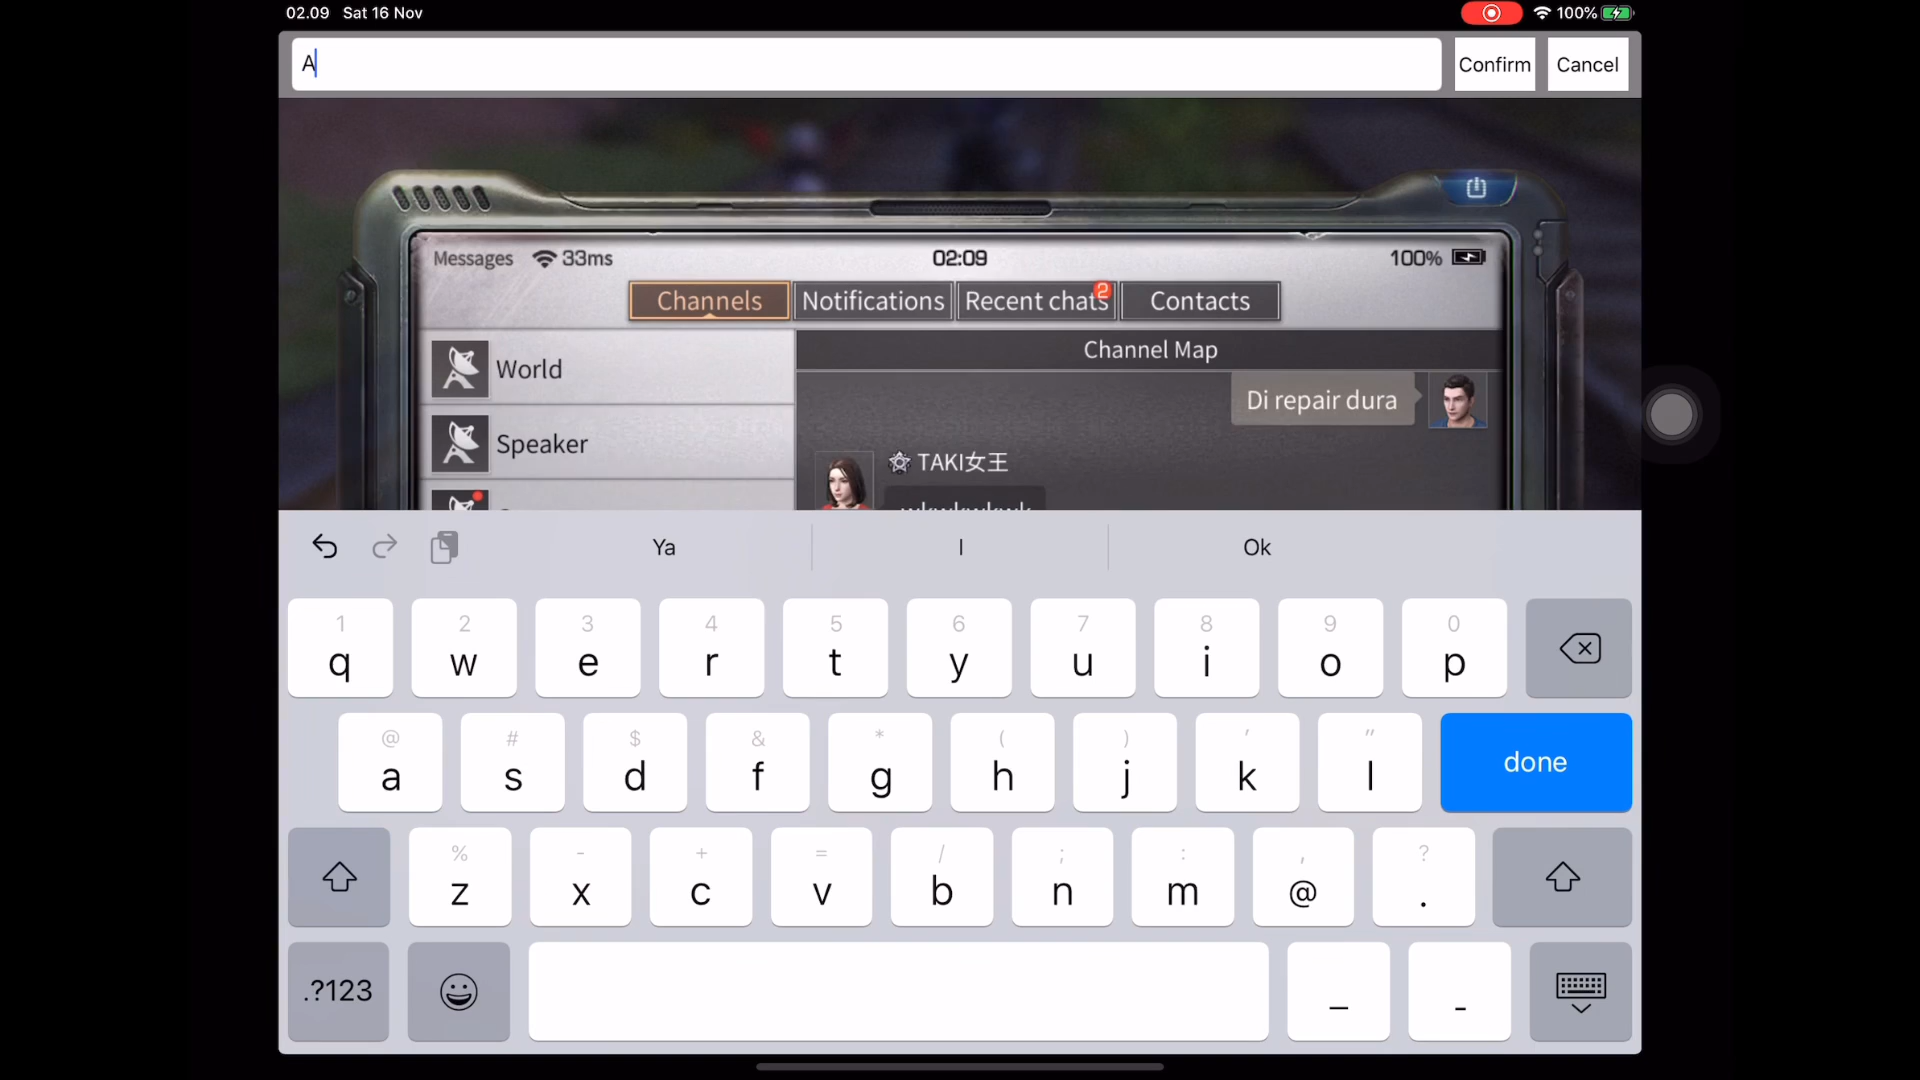 02.09 Sat 16 Nov 100%
A Confirm Cancel
Messages 33ms 02:09 100%
Channels Notifications Recent chats 2 Contacts
World
Speaker
Channel Map
Di repair dura
TAKI女王
wkwkwkwk
Ya I Ok
1 2 3 4 5 6 7 8 9 0
q w e r t y u i o p
@ # $ d & * ( ) ' "
a s d f g h j k l done
% - + = / ; : , ?
z x c v b n m @ .
.?123 _ -